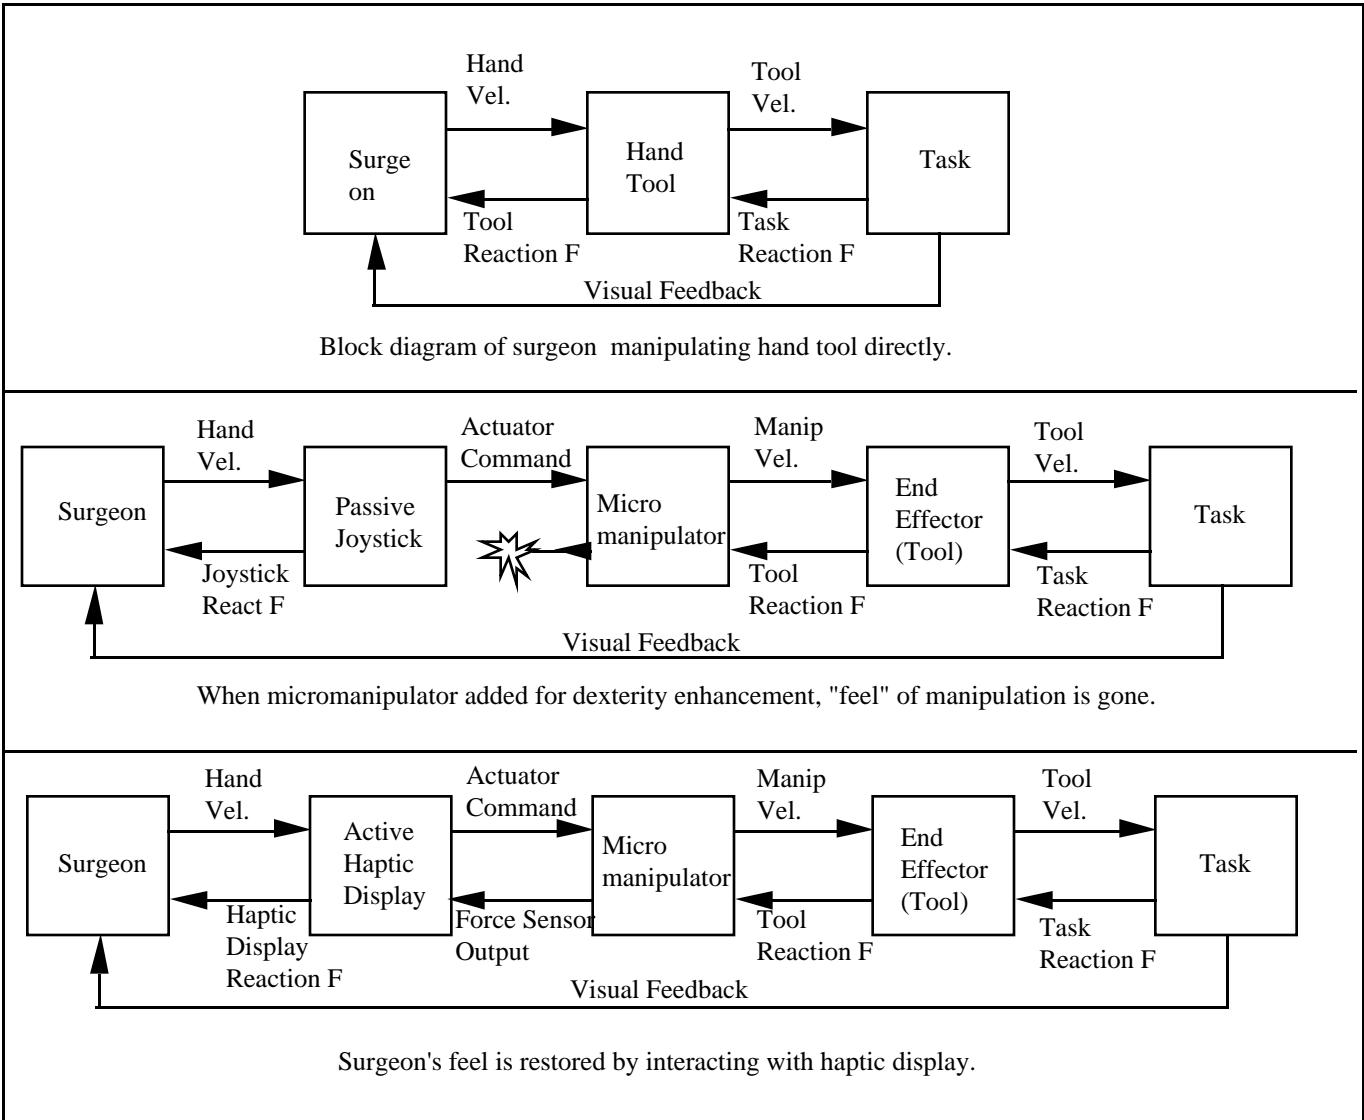 Hand
Vel.
Tool
Vel.
Surge
on
Hand
Tool
Task
Tool
Reaction F
Task
Reaction F
Visual Feedback
Block diagram of surgeon manipulating hand tool directly.
Hand
Vel.
Actuator
Command
Manip
Vel.
Tool
Vel.
Surgeon
Passive
Joystick
Micro
manipulator
End
Effector
(Tool)
Task
Joystick
React F
Tool
Reaction F
Task
Reaction F
Visual Feedback
When micromanipulator added for dexterity enhancement, "feel" of manipulation is gone.
Hand
Vel.
Actuator
Command
Manip
Vel.
Tool
Vel.
Surgeon
Active
Haptic
Display
Micro
manipulator
End
Effector
(Tool)
Task
Haptic
Display
Reaction F
Force Sensor
Output
Tool
Reaction F
Task
Reaction F
Visual Feedback
Surgeon's feel is restored by interacting with haptic display.